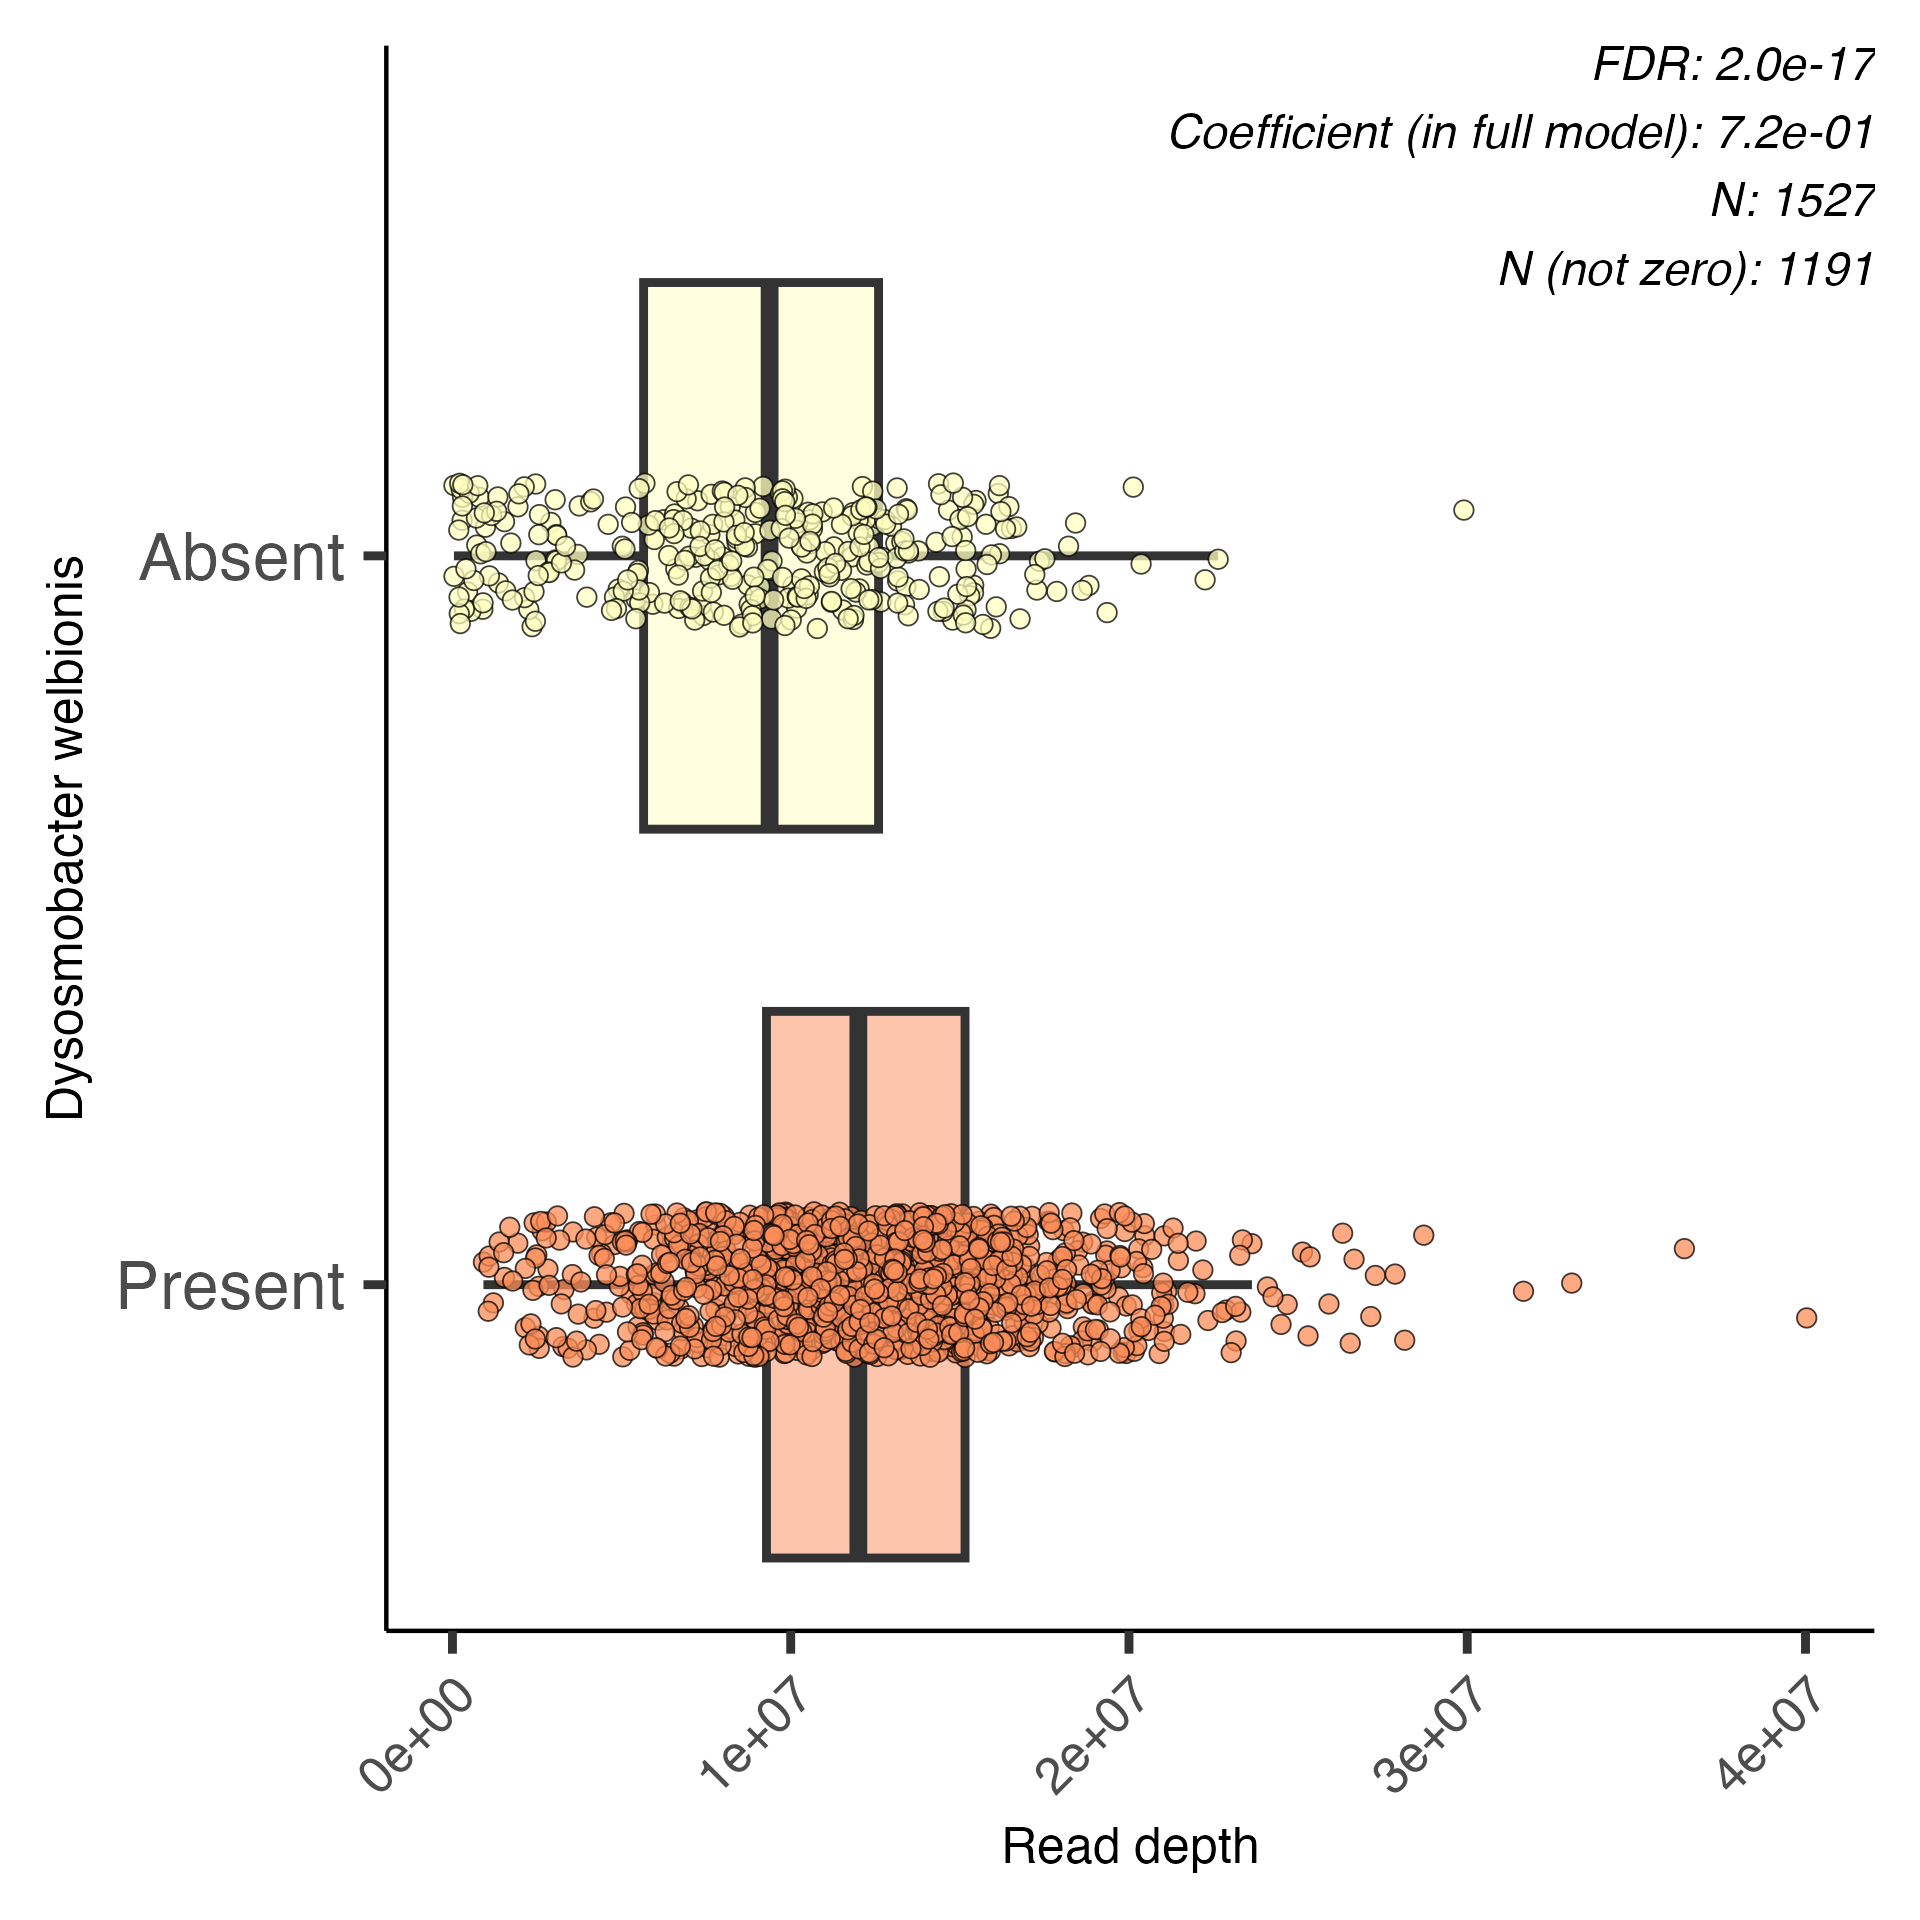 FDR: 2.0e-17
Coefficient (in full model): 7.2e-01
N: 1527
N (not zero): 1191
Dysosmobacter welbionis
Absent
Present
0e+00
1e+07
2e+07
3e+07
4e+07
Read depth